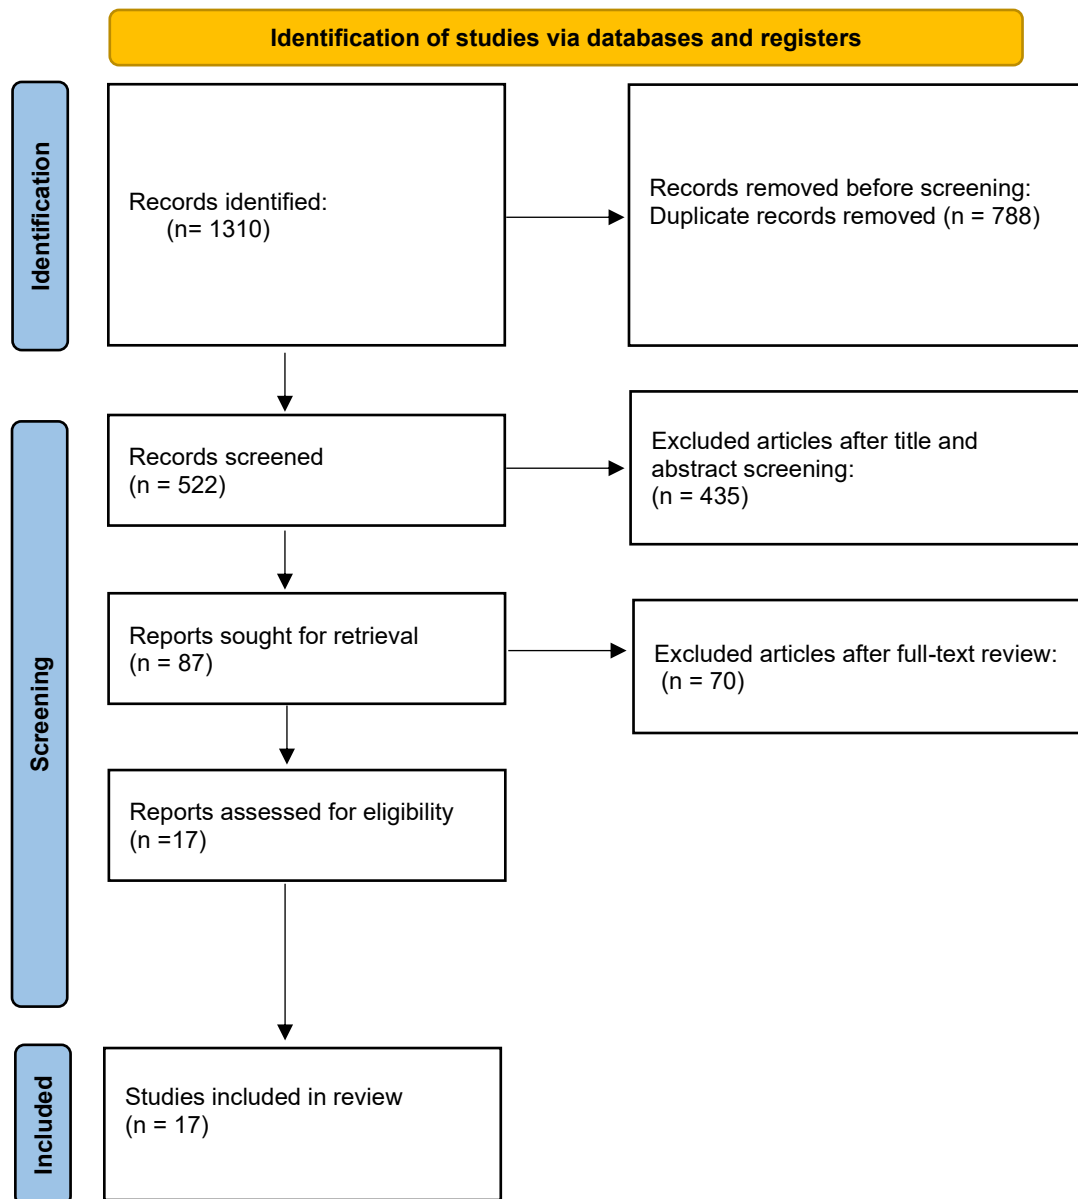 Identification of studies via databases and registers
Identification
Records identified:
(n= 1310)
Records removed before screening:
Duplicate records removed (n = 788)
Screening
Records screened
(n = 522)
Excluded articles after title and
abstract screening:
(n = 435)
Reports sought for retrieval
(n = 87)
Excluded articles after full-text review:
(n = 70)
Reports assessed for eligibility
(n =17)
Included
Studies included in review
(n = 17)